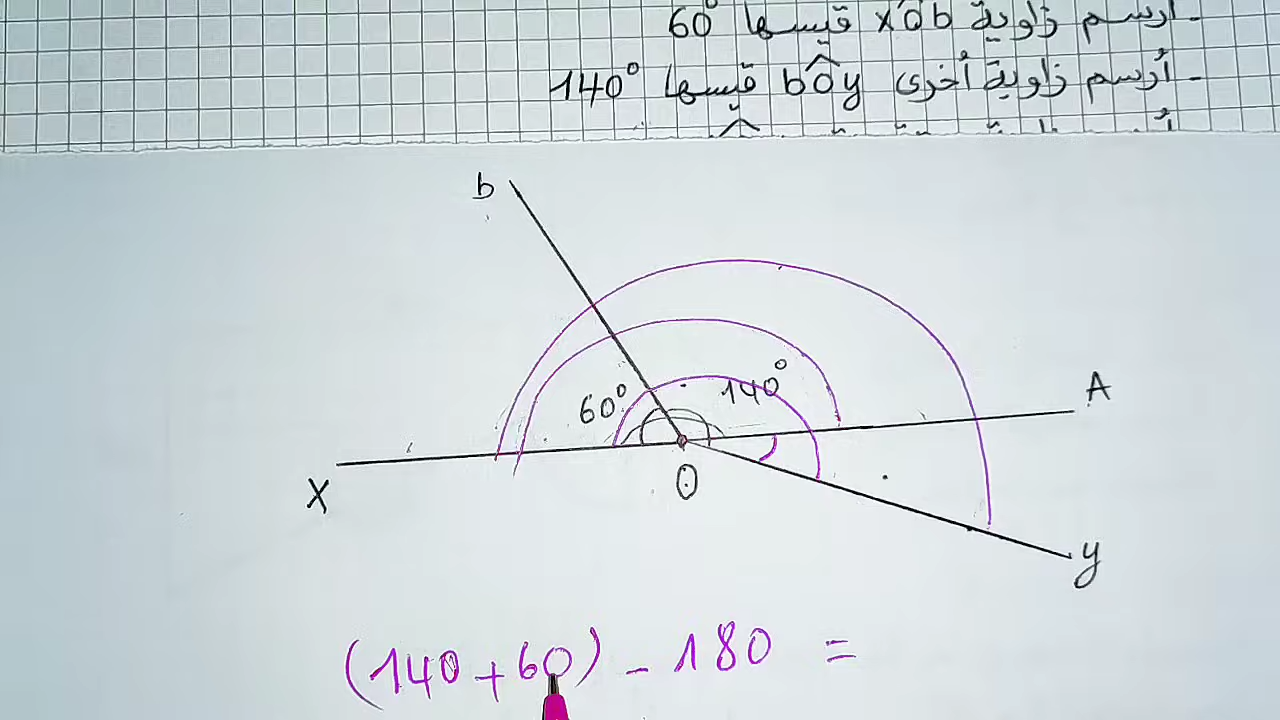 - ارسم زاوية xôb قيسها 60°
- أرسم زاوية أخرى bôy قيسها 140°
b
60°
140°
A
X
O
y
(140+60) - 180 =